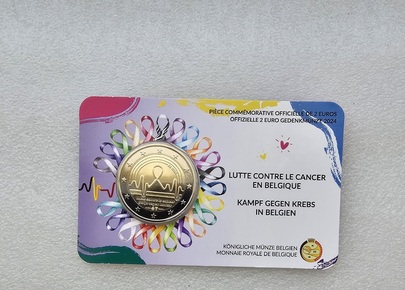 PIÈCE COMMÉMORATIVE OFFICIELLE DE 2 EUROS
OFFIZIELLE 2 EURO GEDENKMÜNZE 2024
LUTTE CONTRE LE CANCER
EN BELGIQUE
KAMPF GEGEN KREBS
IN BELGIEN
KÖNIGLICHE MÜNZE BELGIEN
MONNAIE ROYALE DE BELGIQUE